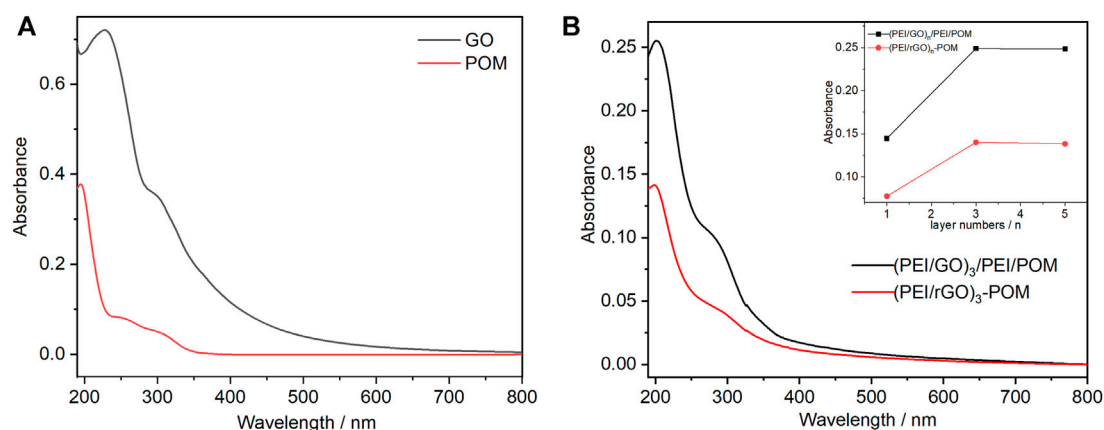 A
GO
POM
0.6
0.4
0.2
0.0
Absorbance
200 300 400 500 600 700 800
Wavelength / nm
B
(PEI/GO)n/PEI/POM
(PEI/rGO)n-POM
0.25
0.20
0.15
0.10
Absorbance
1 2 3 4 5
layer numbers / n
0.25
0.20
0.15
0.10
0.05
0.00
Absorbance
(PEI/GO)3/PEI/POM
(PEI/rGO)3-POM
200 300 400 500 600 700 800
Wavelength / nm